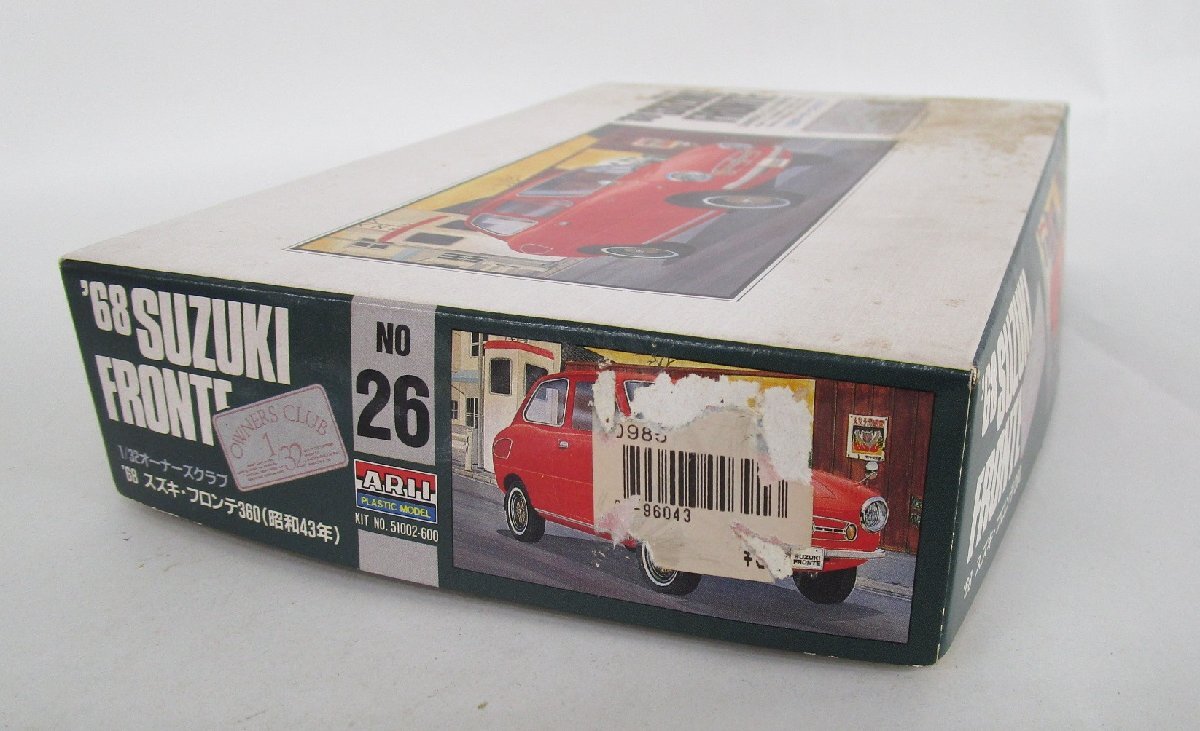 '68 SUZUKI
FRONTE
OWNERS CLUB
1/32
1/32オーナーズクラブ
'68 スズキ・フロンテ360(昭和43年)
NO
26
ARII
PLASTIC MODEL
KIT NO. 51002-600
-96043
SUZUKI
FRONTE
'68 SUZUKI
FRONTE